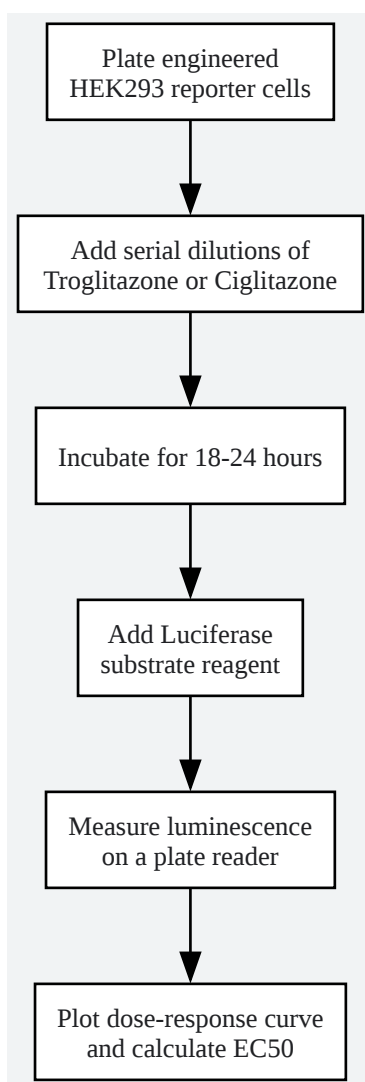 Plate engineered
HEK293 reporter cells
Add serial dilutions of
Troglitazone or Ciglitazone
Incubate for 18-24 hours
Add Luciferase
substrate reagent
Measure luminescence
on a plate reader
Plot dose-response curve
and calculate EC50